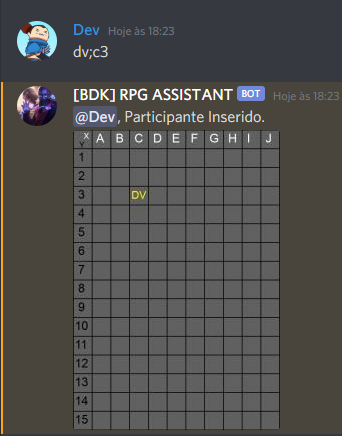 Dev Hoje às 18:23
dv;c3
[BDK] RPG ASSISTANT BOT Hoje às 18:23
@Dev, Participante Inserido.
X A B C D E F G H I J
Y
1
2
3 DV
4
5
6
7
8
9
10
11
12
13
14
15